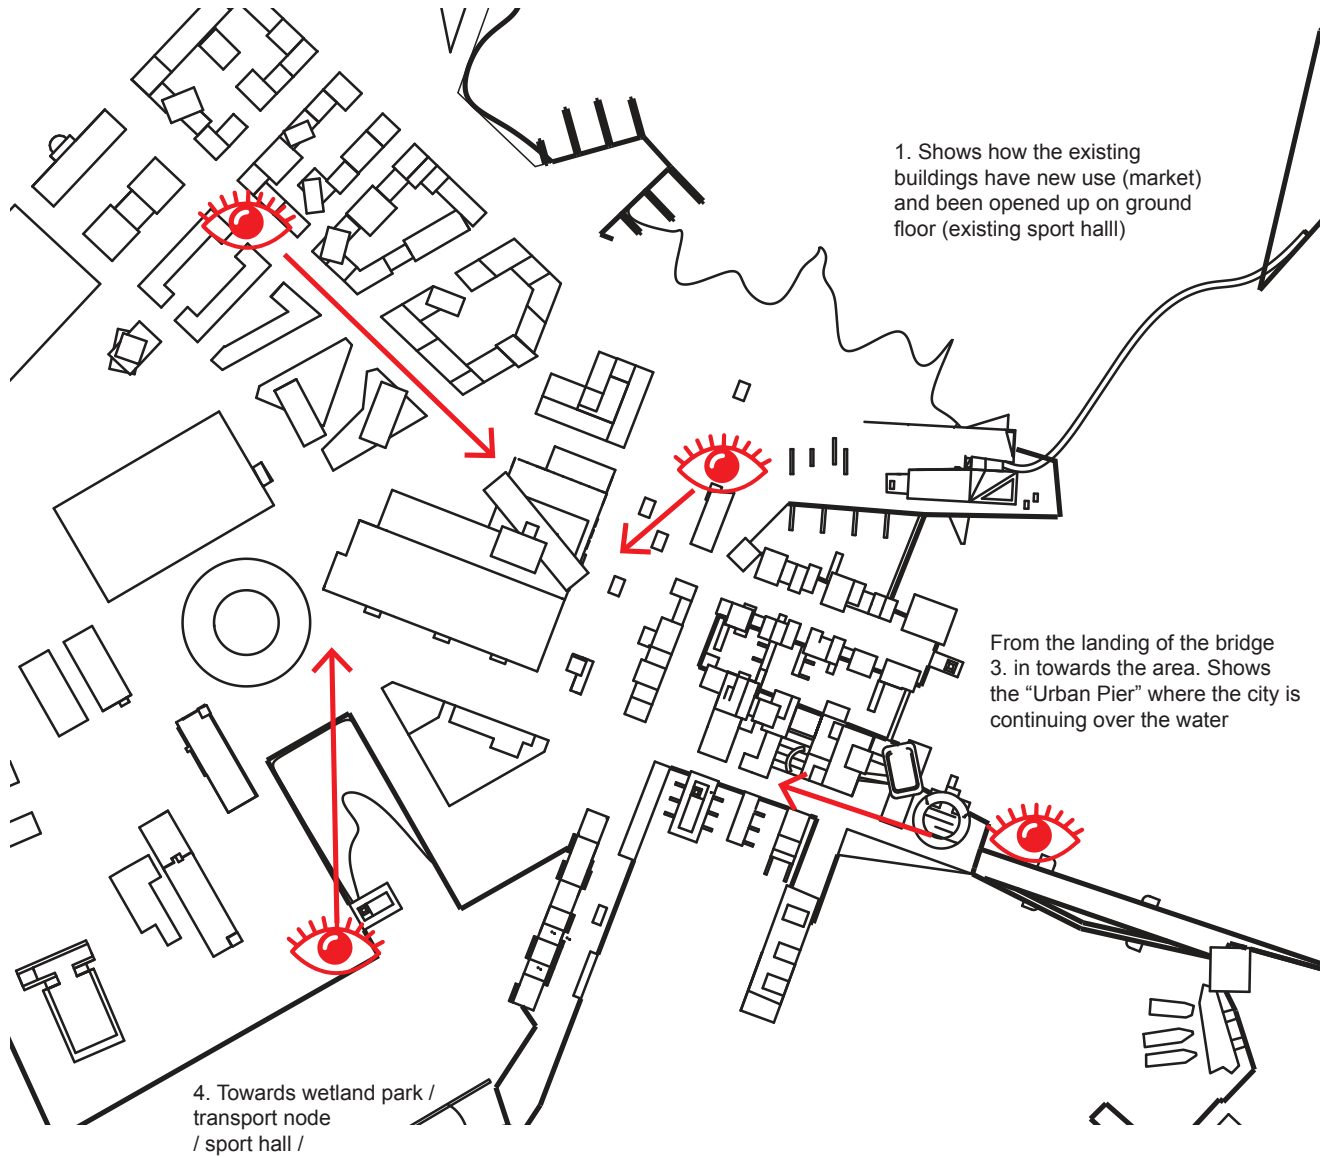 1. Shows how the existing
buildings have new use (market)
and been opened up on ground
floor (existing sport halll)
From the landing of the bridge
3. in towards the area. Shows
the “Urban Pier” where the city is
continuing over the water
4. Towards wetland park /
transport node
/ sport hall /